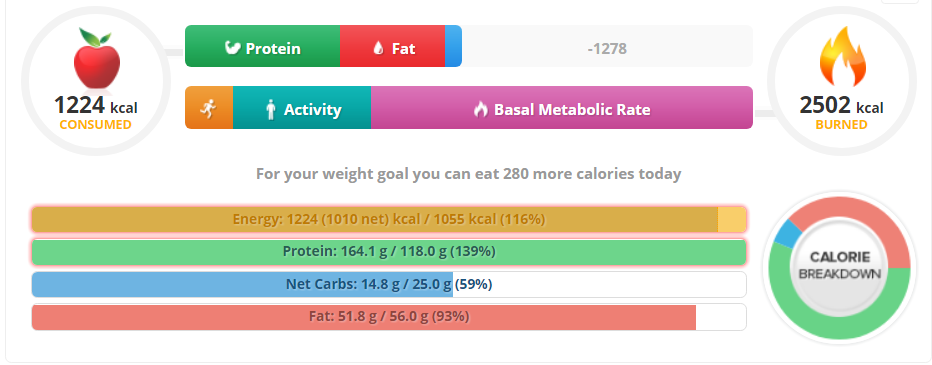 Protein Fat -1278
1224 kcal
CONSUMED
2502 kcal
BURNED
Activity Basal Metabolic Rate
For your weight goal you can eat 280 more calories today
Energy: 1224 (1010 net) kcal / 1055 kcal (116%)
Protein: 164.1 g / 118.0 g (139%)
Net Carbs: 14.8 g / 25.0 g (59%)
Fat: 51.8 g / 56.0 g (93%)
CALORIE
BREAKDOWN